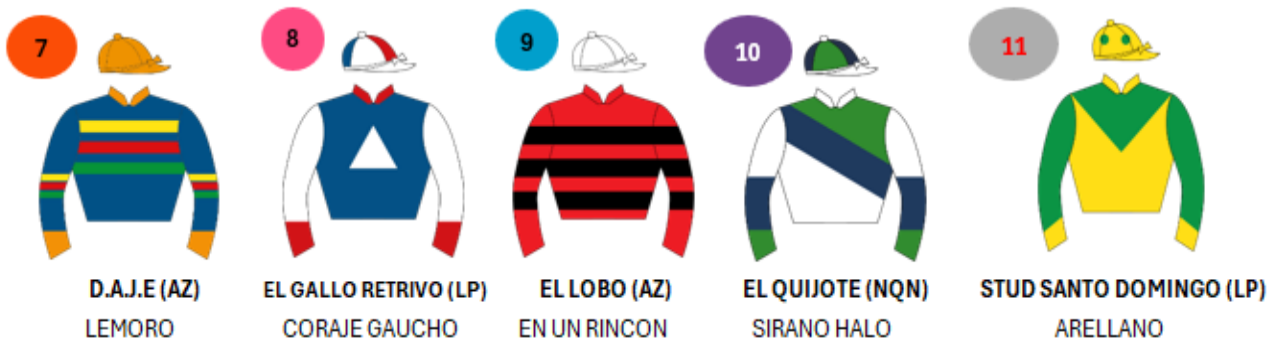 7
8
9
10
11
D.A.J.E (AZ)
EL GALLO RETRIVO (LP)
EL LOBO (AZ)
EL QUIJOTE (NQN)
STUD SANTO DOMINGO (LP)
LEMORO
CORAJE GAUCHO
EN UN RINCON
SIRANO HALO
ARELLANO